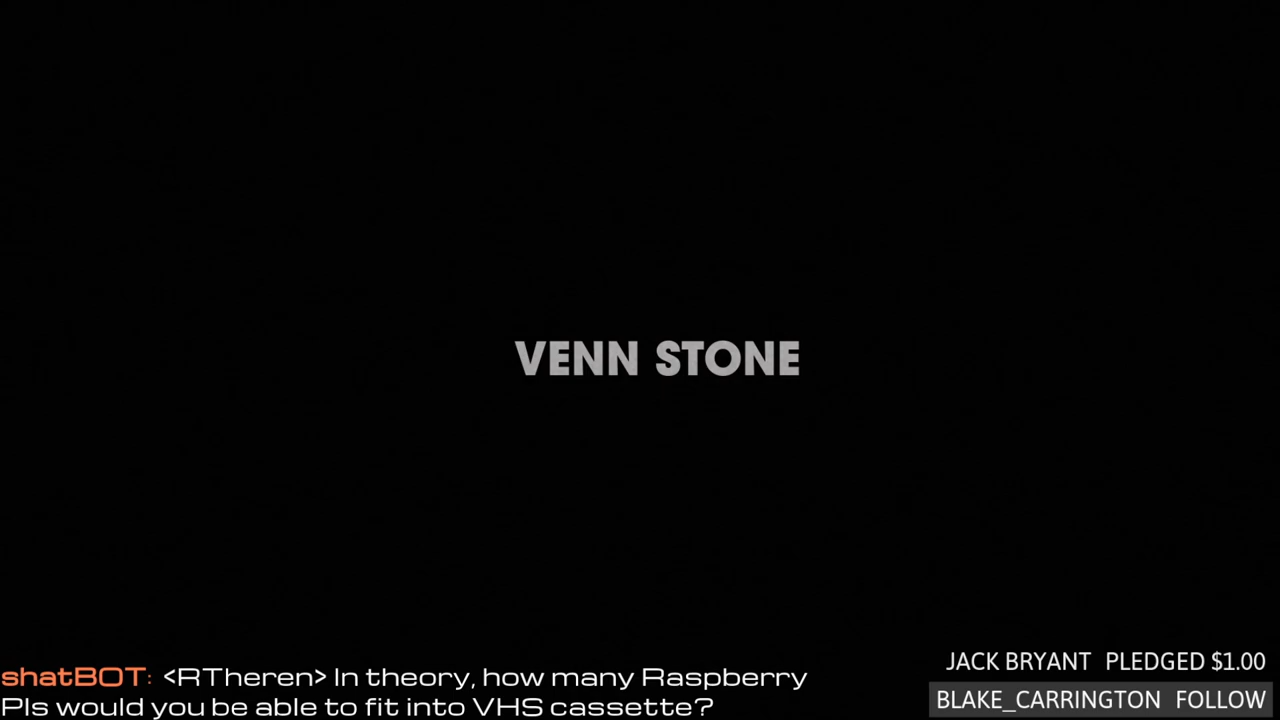 VENN STONE
shatBOT: <RTheren> In theory, how many Raspberry
PIs would you be able to fit into VHS cassette?
JACK BRYANT PLEDGED $1.00
BLAKE_CARRINGTON FOLLOW